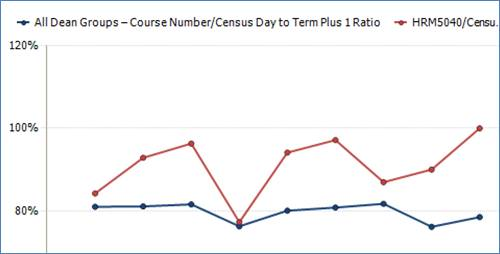 All Dean Groups – Course Number/Census Day to Term Plus 1 Ratio HRM5040/Censu..
120%
100%
80%